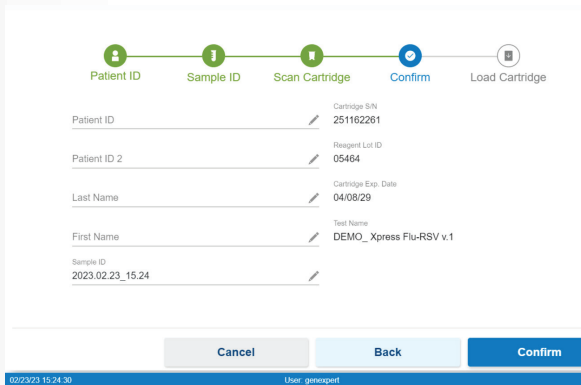 Patient ID Sample ID Scan Cartridge Confirm Load Cartridge
Patient ID
Patient ID 2
Last Name
First Name
Sample ID
2023.02.23_15.24
Cartridge S/N
251162261
Reagent Lot ID
05464
Cartridge Exp. Date
04/08/29
Test Name
DEMO_ Xpress Flu-RSV v.1
Cancel Back Confirm
02/23/23 15:24:30 User: genexpert